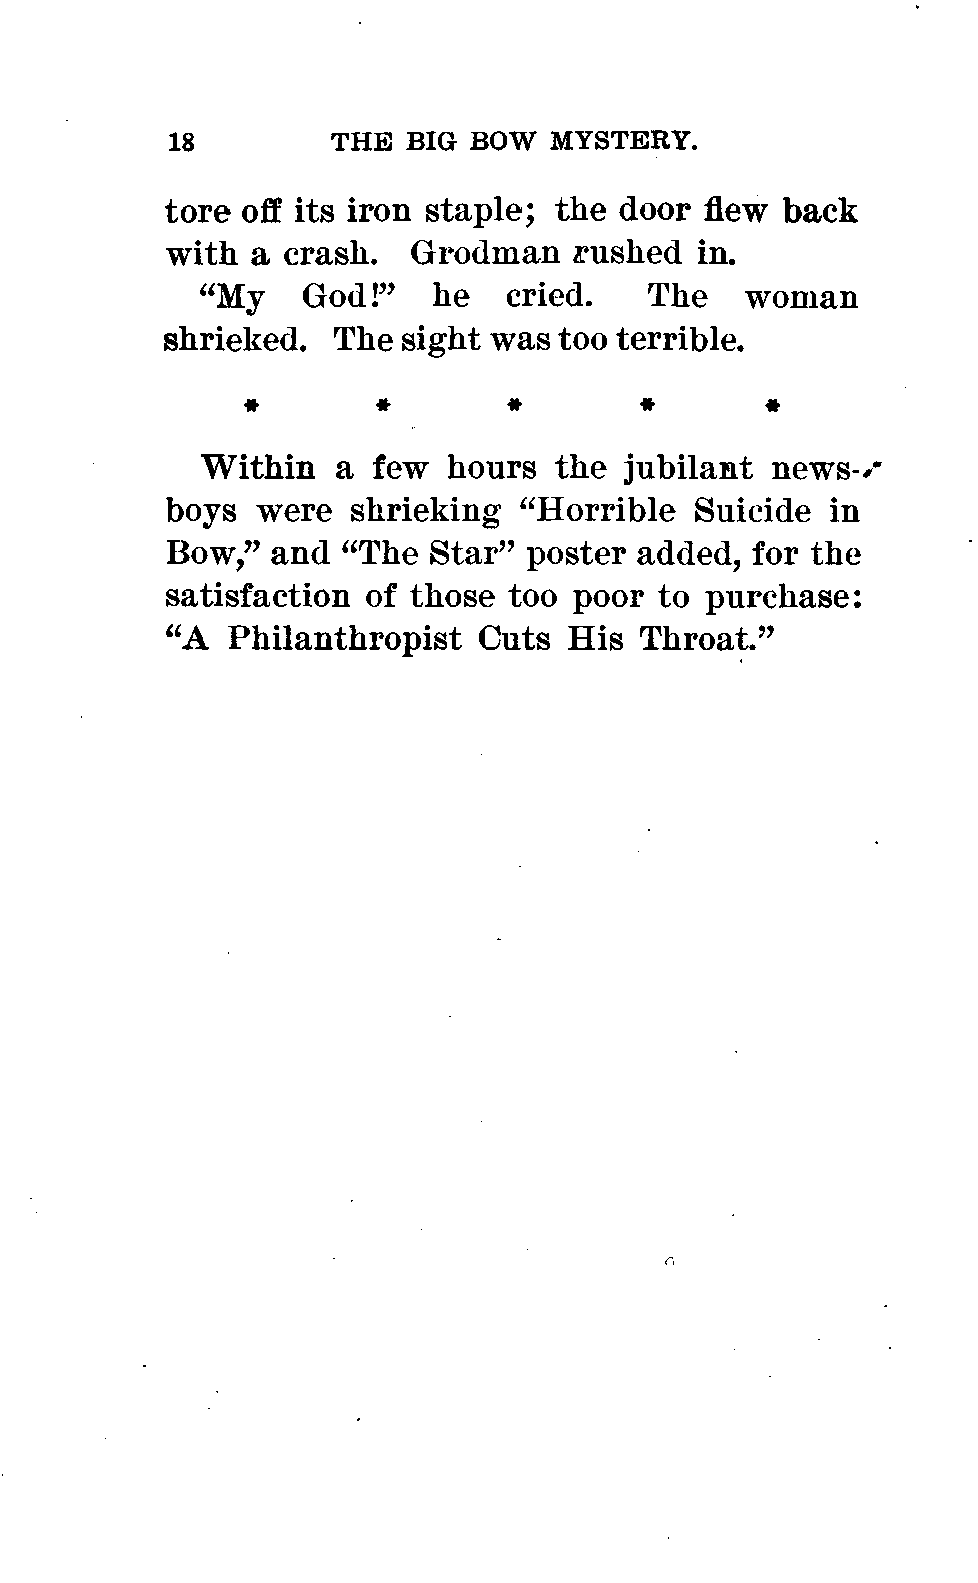 18 THE BIG BOW MYSTERY.
tore off its iron staple; the door flew back
with a crash. Grodman rushed in.
“My God!” he cried. The woman
shrieked. The sight was too terrible.
* * * * *
Within a few hours the jubilant news-
boys were shrieking “Horrible Suicide in
Bow,” and “The Star” poster added, for the
satisfaction of those too poor to purchase:
“A Philanthropist Cuts His Throat.”